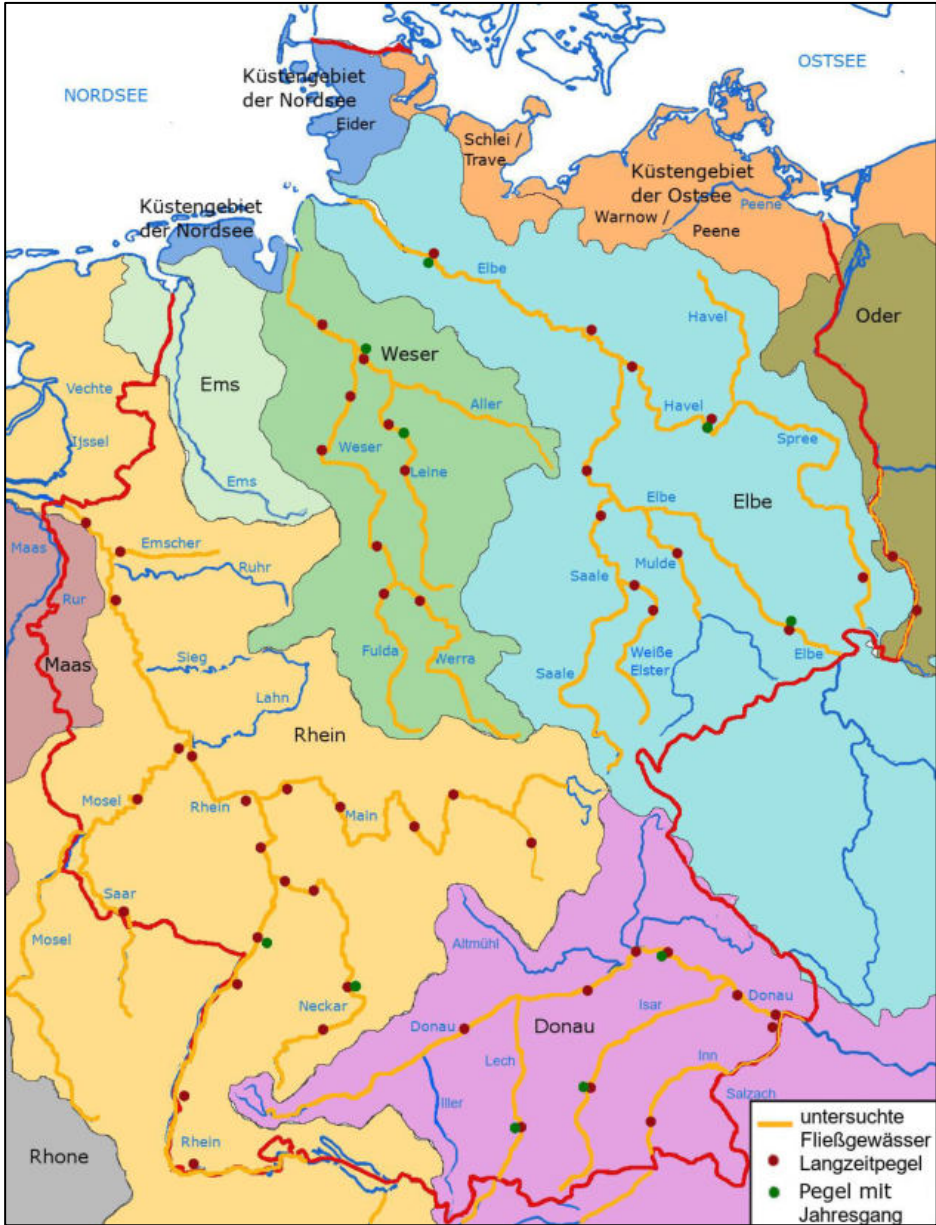 NORDSEE
OSTSEE
Küstengebiet
der Nordsee
Eider
Schlei /
Trave
Küstengebiet
der Ostsee
Peene
Warnow /
Peene
Küstengebiet
der Nordsee
Elbe
Havel
Oder
Vechte
Ems
Weser
Aller
Havel
Spree
Ijssel
Weser
Leine
Ems
Elbe
Elbe
Maas
Emscher
Ruhr
Mulde
Saale
Rur
Sieg
Fulda
Werra
Weiße
Elster
Elbe
Maas
Saale
Lahn
Rhein
Mosel
Rhein
Main
Saar
Mosel
Altmühl
Neckar
Donau
Donau
Isar
Donau
Lech
Inn
Iller
Salzach
Rhein
Rhone
untersuchte
Fließgewässer
Langzeitpegel
Pegel mit
Jahresgang